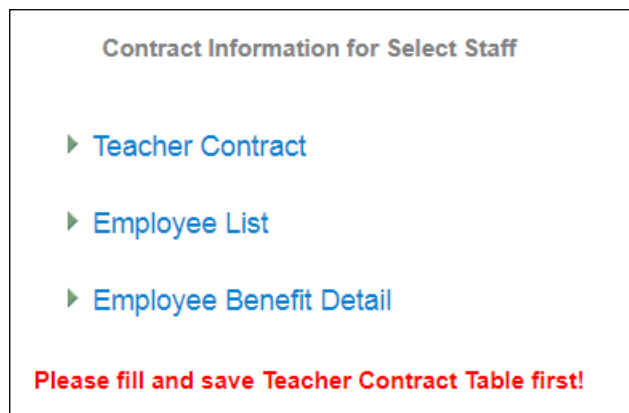 Contract Information for Select Staff
Teacher Contract
Employee List
Employee Benefit Detail
Please fill and save Teacher Contract Table first!